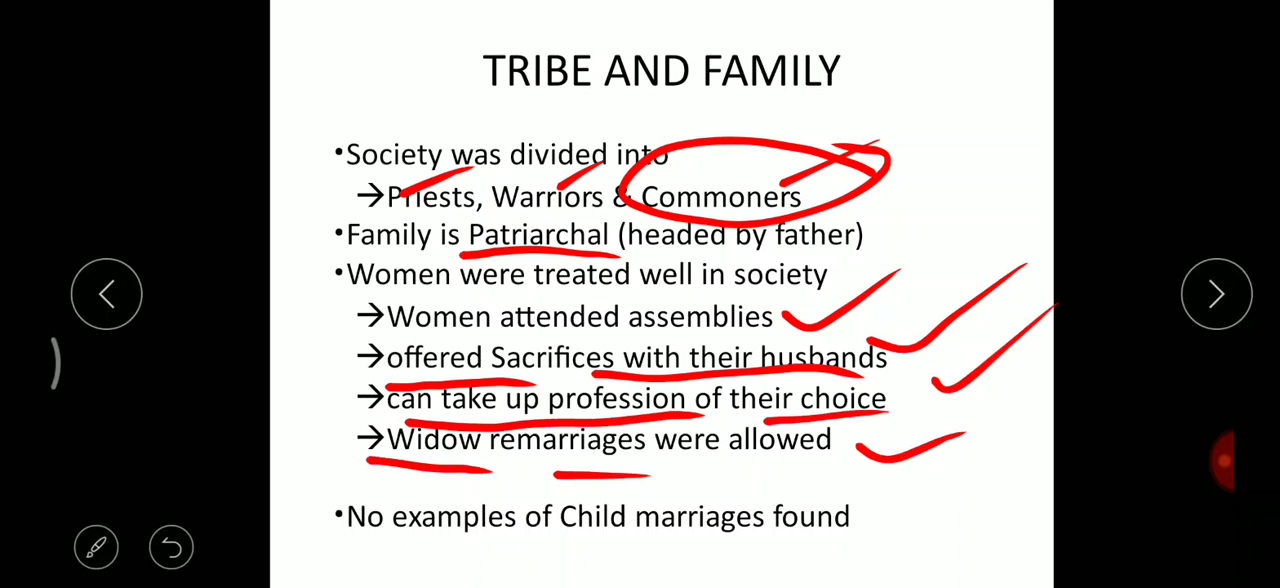 TRIBE AND FAMILY
•Society was divided into
→Priests, Warriors & Commoners
•Family is Patriarchal (headed by father)
•Women were treated well in society
→Women attended assemblies
→offered Sacrifices with their husbands
→can take up profession of their choice
→Widow remarriages were allowed
•No examples of Child marriages found